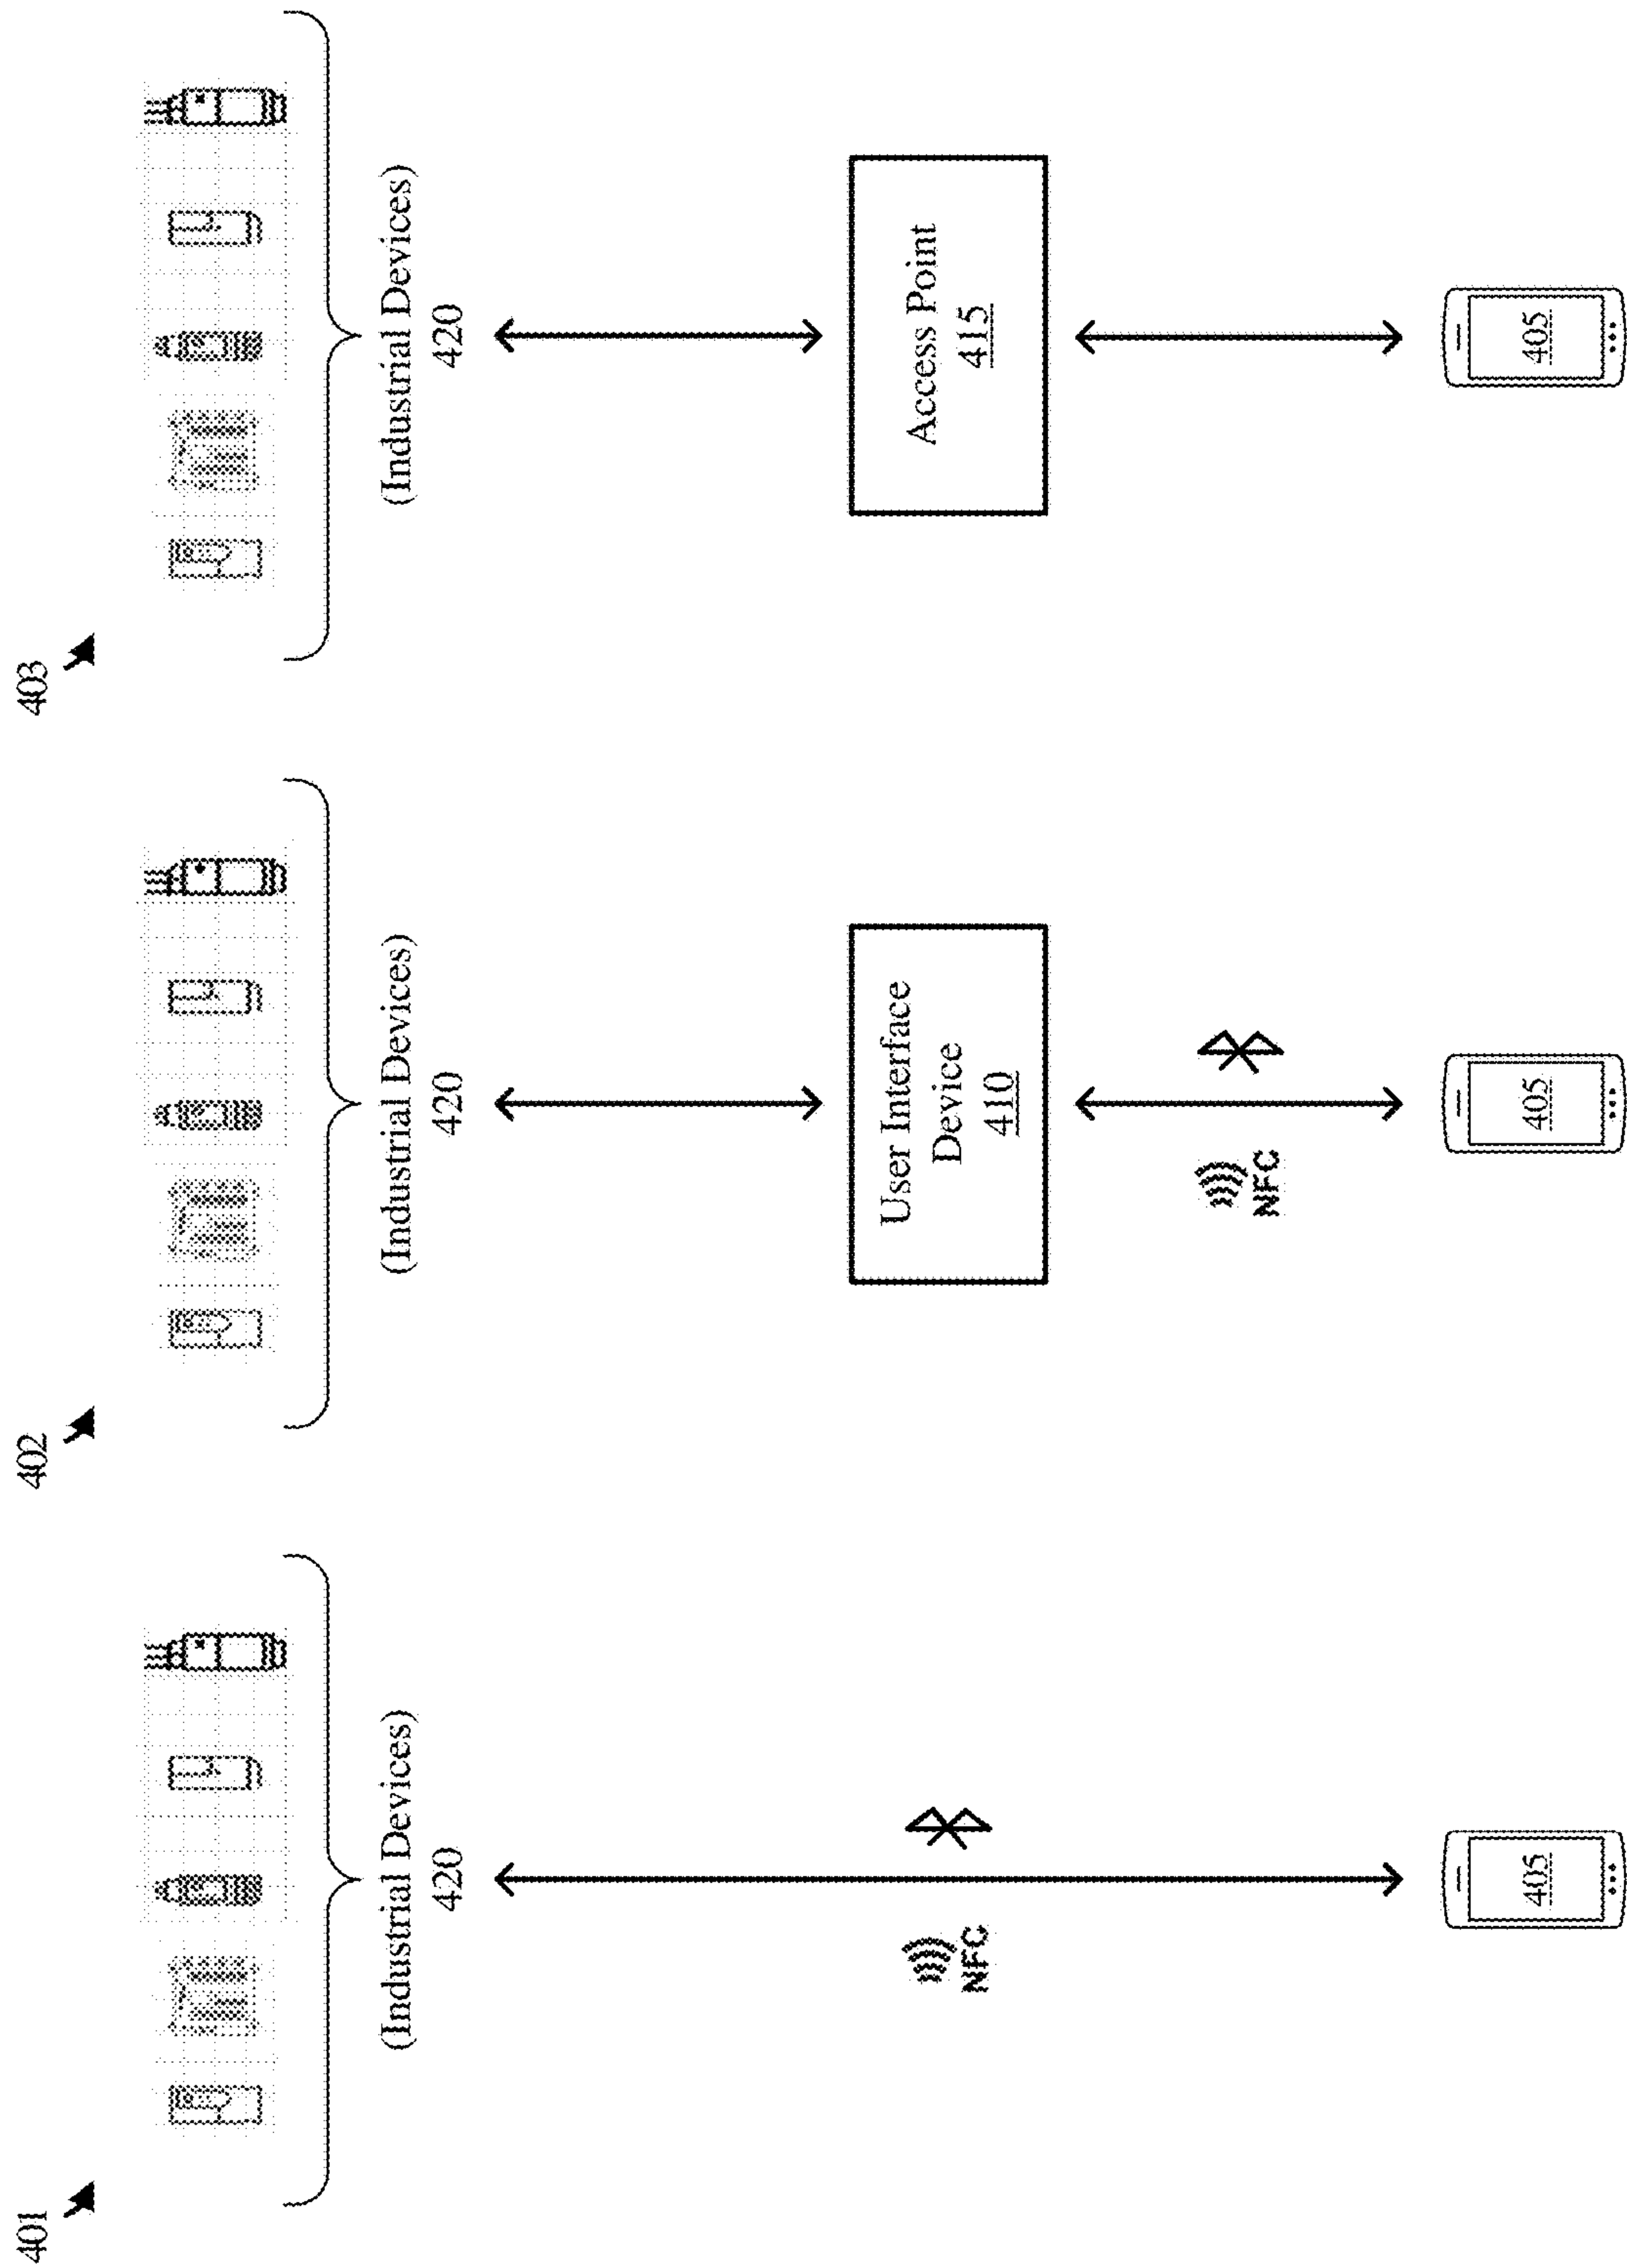 401
(Industrial Devices)
420
NFC
405
402
(Industrial Devices)
420
User Interface
Device
410
NFC
405
403
(Industrial Devices)
420
Access Point
415
405